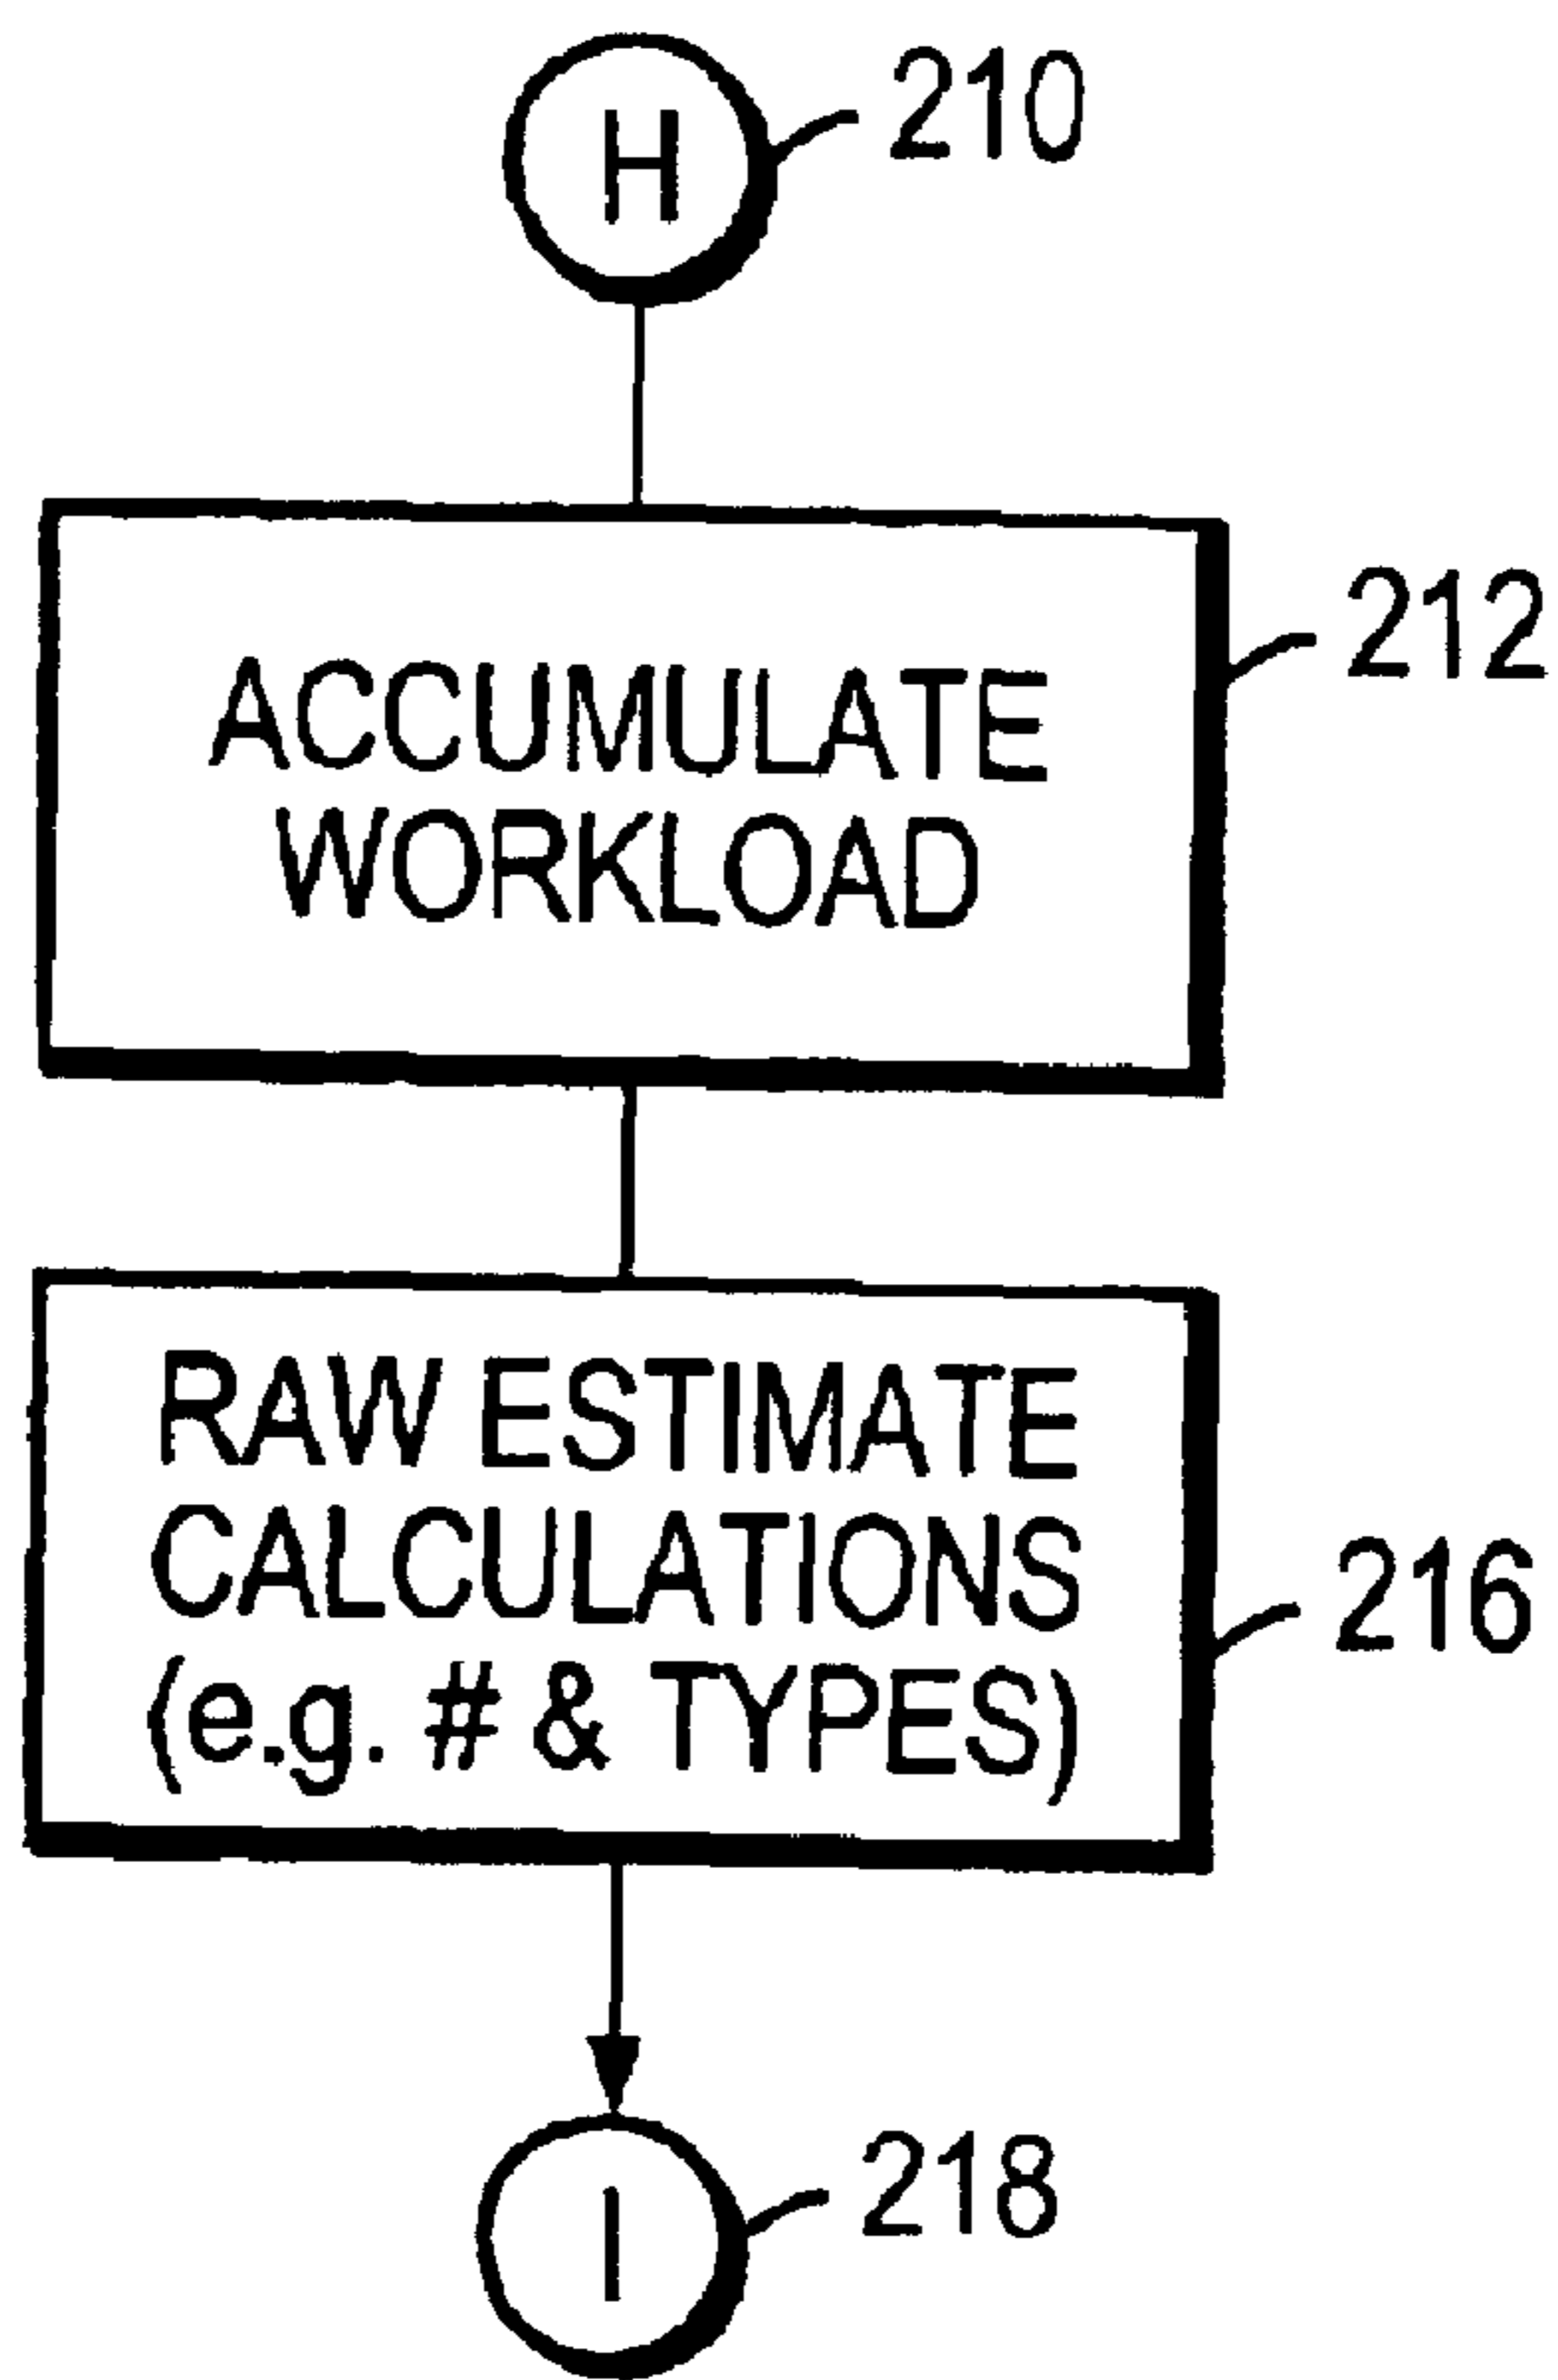 H
210
ACCUMULATE
WORKLOAD
212
RAW ESTIMATE
CALCULATIONS
(e.g. # & TYPES)
216
I
218